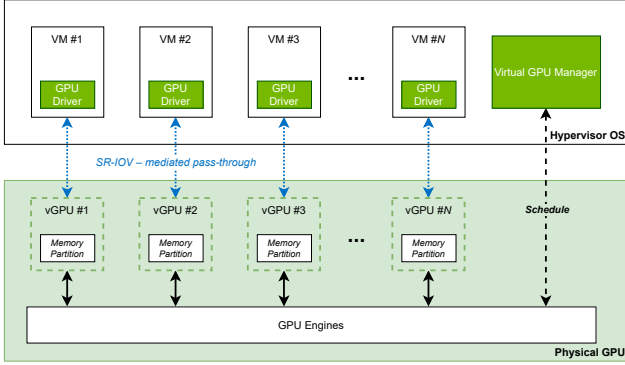 VM #1
VM #2
VM #3
VM #N
GPU
Driver
GPU
Driver
GPU
Driver
...
GPU
Driver
Virtual GPU Manager
Hypervisor OS
SR-IOV – mediated pass-through
vGPU #1
vGPU #2
vGPU #3
vGPU #N
Schedule
Memory
Partition
Memory
Partition
Memory
Partition
...
Memory
Partition
GPU Engines
Physical GPU